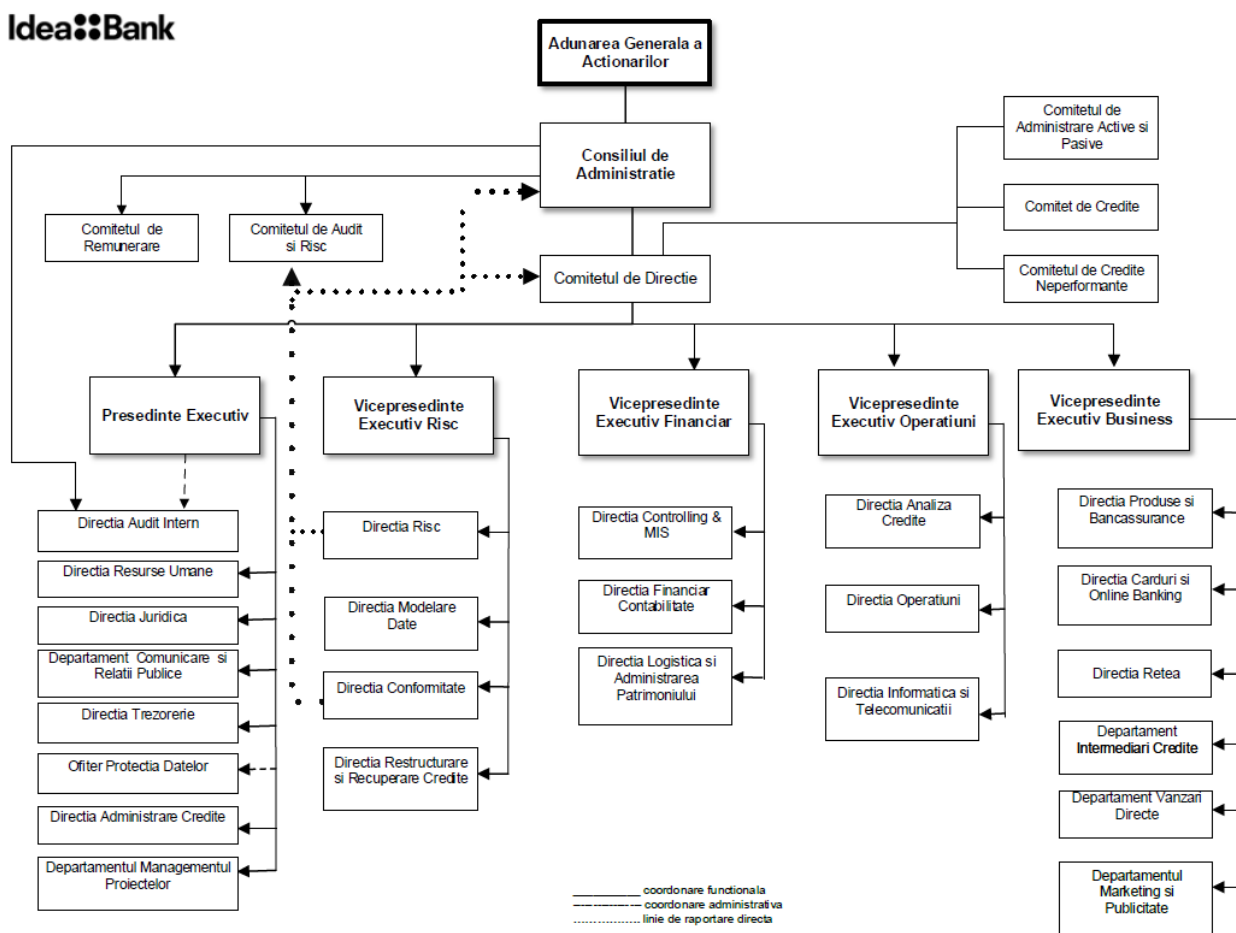 Idea Bank
Adunarea Generala a
Actionarilor
Consiliul de
Administratie
Comitetul de
Administrare Active si
Pasive
Comitet de Credite
Comitetul de Credite
Neperformante
Comitetul de
Remunerare
Comitetul de Audit
si Risc
Comitetul de Directie
Presedinte Executiv
Vicepresedinte
Executiv Risc
Vicepresedinte
Executiv Financiar
Vicepresedinte
Executiv Operatiuni
Vicepresedinte
Executiv Business
Directia Audit Intern
Directia Resurse Umane
Directia Juridica
Departament Comunicare si
Relatii Publice
Directia Trezorerie
Ofiter Protectia Datelor
Directia Administrare Credite
Departamentul Managementul
Proiectelor
Directia Risc
Directia Modelare
Date
Directia Conformitate
Directia Restructurare
si Recuperare Credite
Directia Controlling &
MIS
Directia Financiar
Contabilitate
Directia Logistica si
Administrarea
Patrimoniului
Directia Analiza
Credite
Directia Operatiuni
Directia Informatica si
Telecomunicatii
Directia Produse si
Bancassurance
Directia Carduri si
Online Banking
Directia Retea
Departament
Intermediari Credite
Departament Vanzari
Directe
Departamentul
Marketing si
Publicitate
coordonare functionala
coordonare administrativa
linie de raportare directa